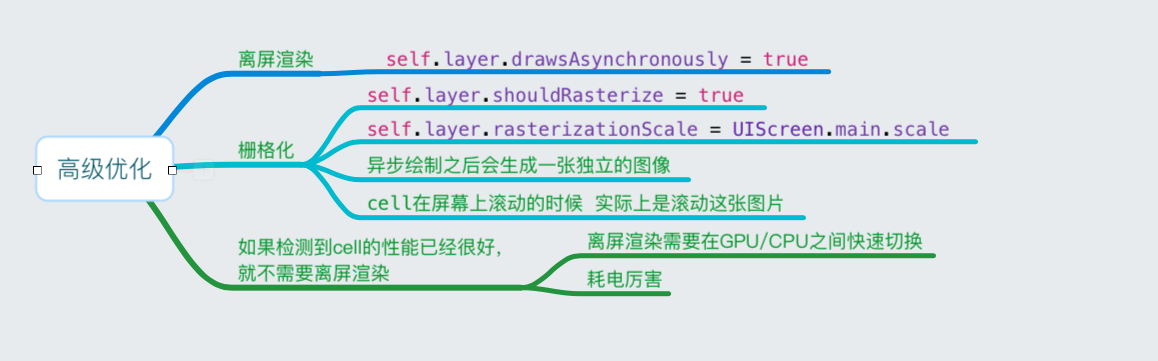 高级优化
离屏渲染
self.layer.drawsAsynchronously = true
栅格化
self.layer.shouldRasterize = true
self.layer.rasterizationScale = UIScreen.main.scale
异步绘制之后会生成一张独立的图像
cell在屏幕上滚动的时候 实际上是滚动这张图片
如果检测到cell的性能已经很好，
就不需要离屏渲染
离屏渲染需要在GPU/CPU之间快速切换
耗电厉害